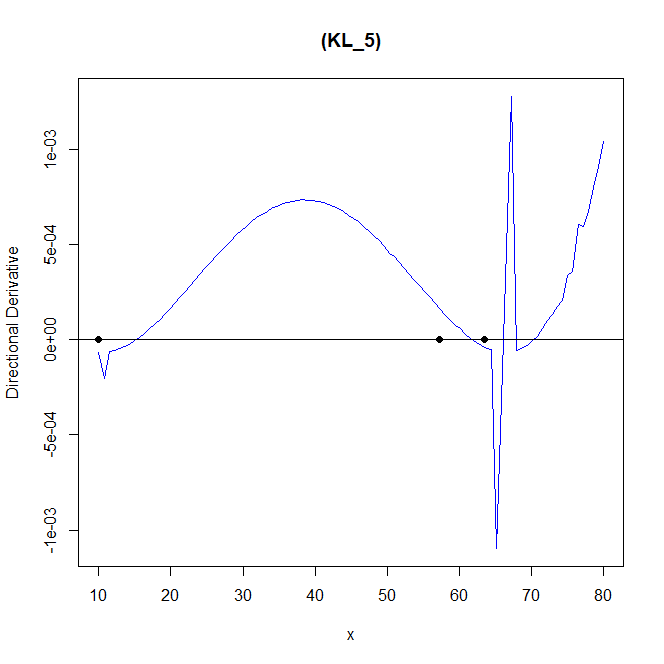 (KL_5)
Directional Derivative
1e-03
5e-04
0e+00
-5e-04
-1e-03
10 20 30 40 50 60 70 80
x